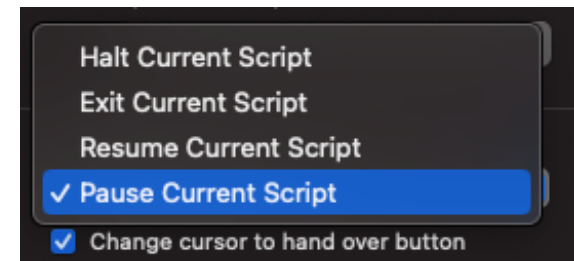 Halt Current Script
Exit Current Script
Resume Current Script
✓ Pause Current Script
Change cursor to hand over button